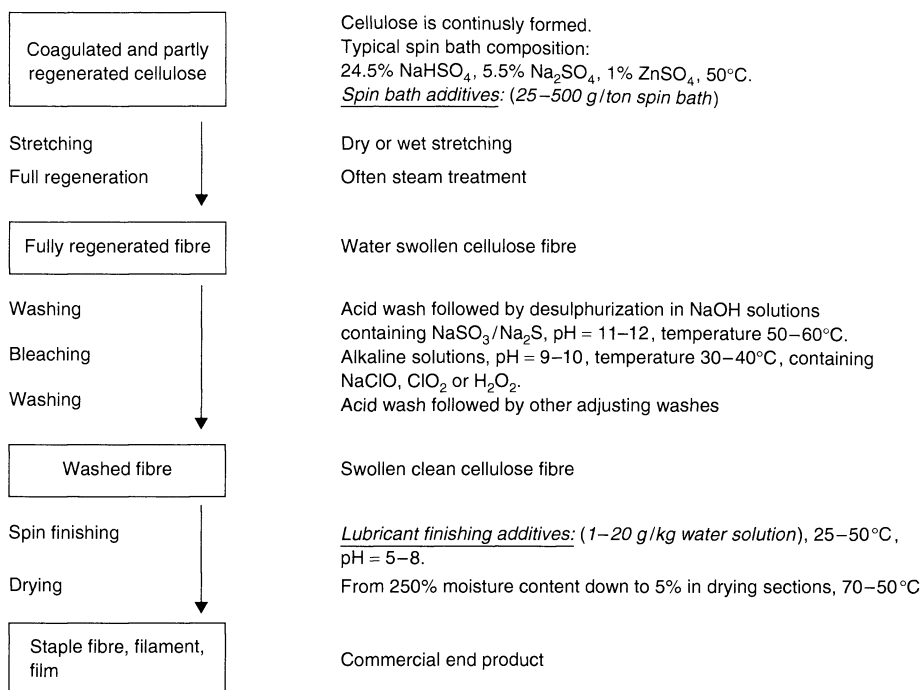 Coagulated and partly
regenerated cellulose
Cellulose is continusly formed.
Typical spin bath composition:
24.5% NaHSO₄, 5.5% Na₂SO₄, 1% ZnSO₄, 50°C.
Spin bath additives: (25–500 g/ton spin bath)
Stretching
Dry or wet stretching
Full regeneration
Often steam treatment
Fully regenerated fibre
Water swollen cellulose fibre
Washing
Acid wash followed by desulphurization in NaOH solutions
containing NaSO₃/Na₂S, pH = 11–12, temperature 50–60°C.
Bleaching
Alkaline solutions, pH = 9–10, temperature 30–40°C, containing
NaClO, ClO₂ or H₂O₂.
Washing
Acid wash followed by other adjusting washes
Washed fibre
Swollen clean cellulose fibre
Spin finishing
Lubricant finishing additives: (1–20 g/kg water solution), 25–50°C,
pH = 5–8.
Drying
From 250% moisture content down to 5% in drying sections, 70–50°C
Staple fibre, filament,
film
Commercial end product